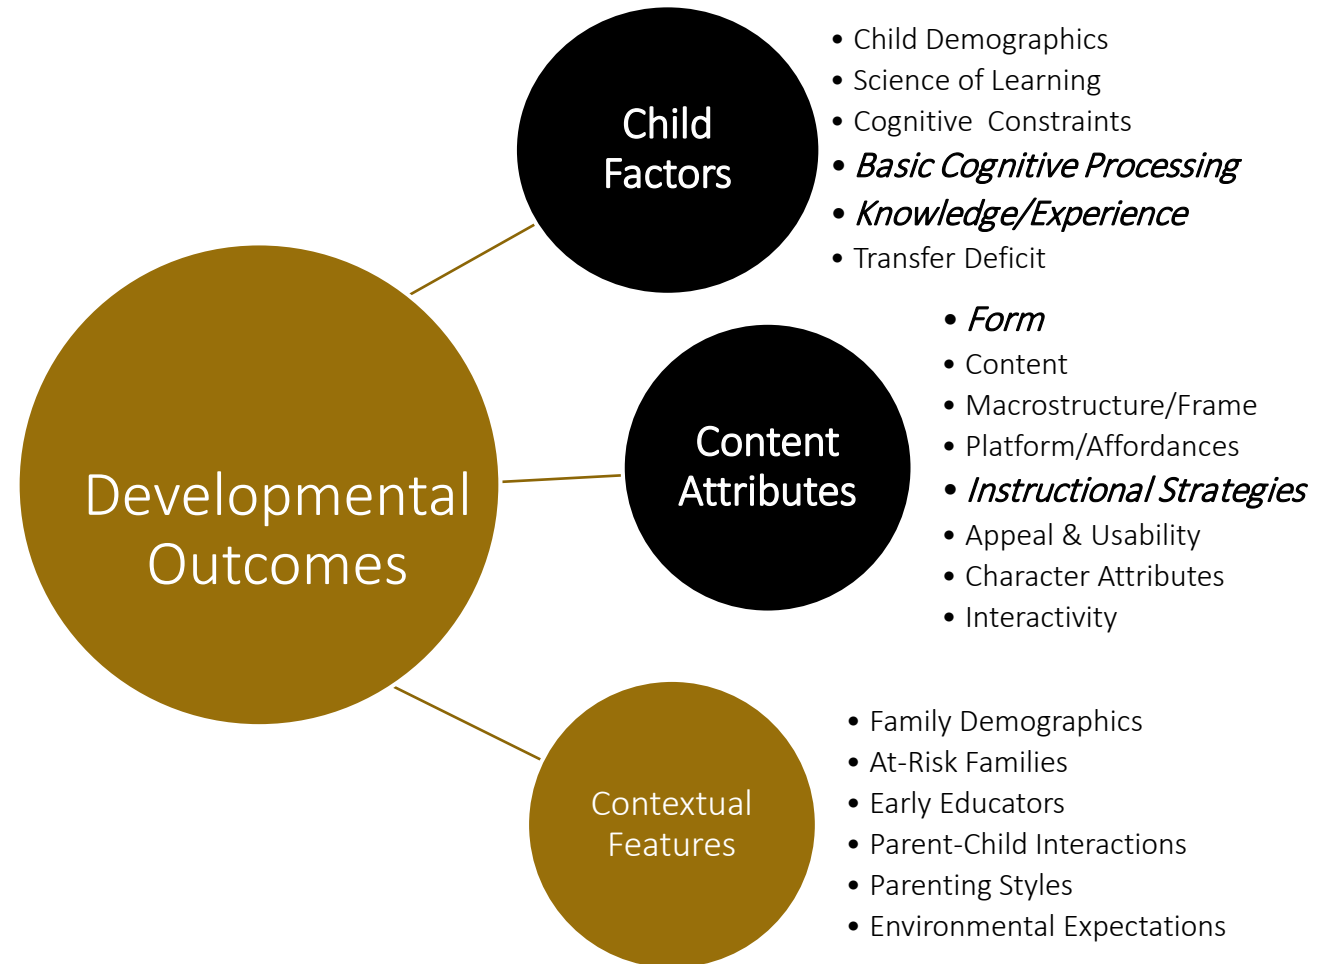 Child
Factors
• Child Demographics
• Science of Learning
• Cognitive  Constraints
• Basic Cognitive Processing
• Knowledge/Experience
• Transfer Deficit
Developmental
Outcomes
Content
Attributes
• Form
• Content
• Macrostructure/Frame
• Platform/Affordances
• Instructional Strategies
• Appeal & Usability
• Character Attributes
• Interactivity
Contextual
Features
• Family Demographics
• At-Risk Families
• Early Educators
• Parent-Child Interactions
• Parenting Styles
• Environmental Expectations